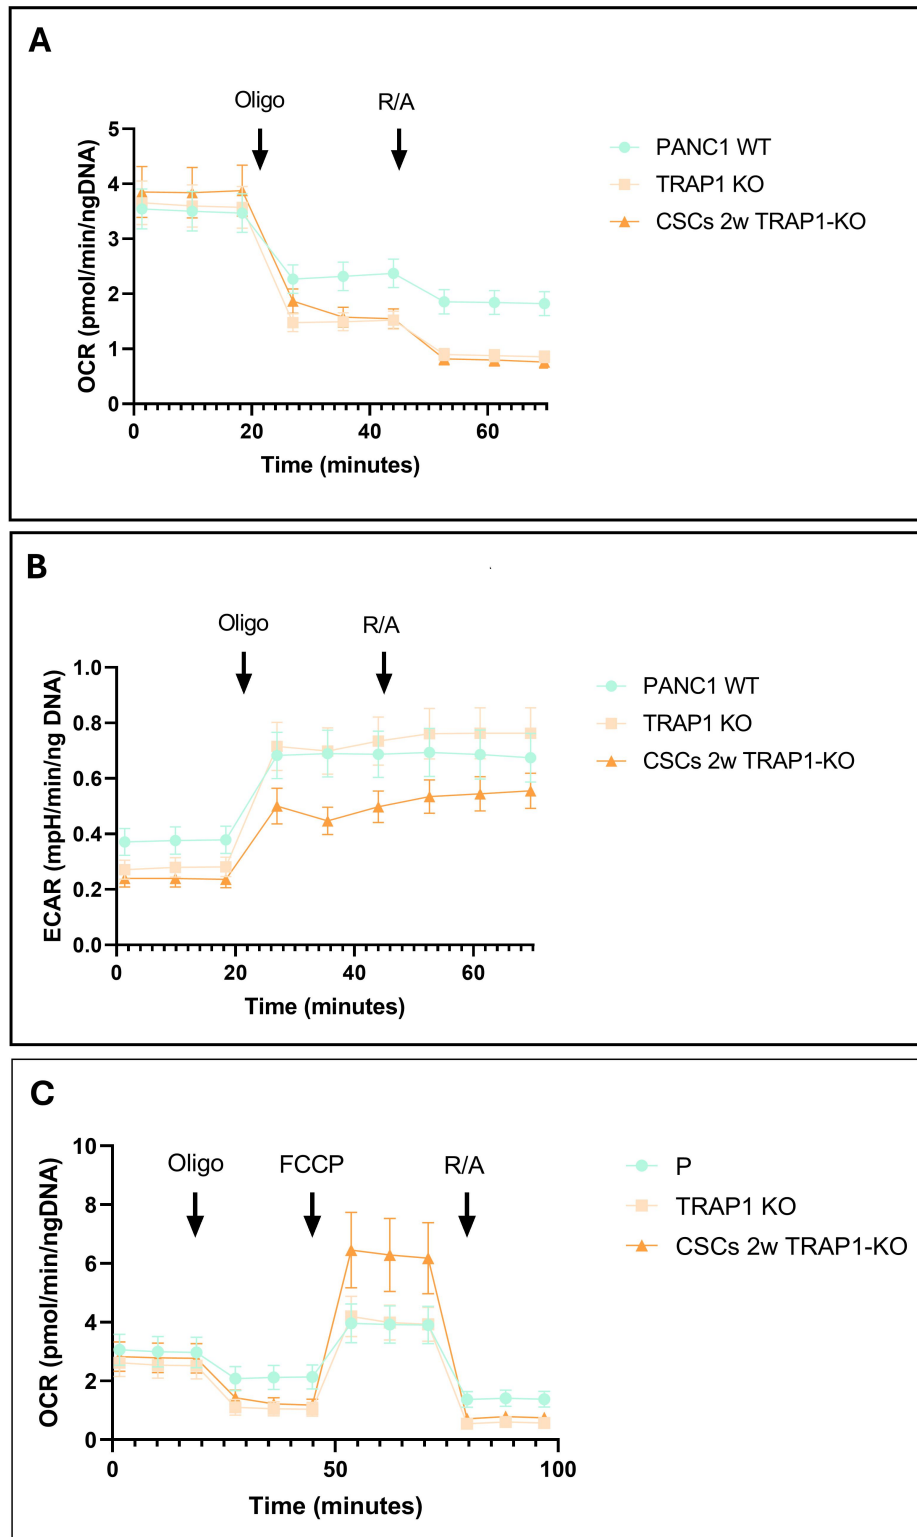 A
Oligo
R/A
5
4
3
2
1
0
OCR (pmol/min/ngDNA)
0
20
40
60
Time (minutes)
PANC1 WT
TRAP1 KO
CSCs 2w TRAP1-KO
B
Oligo
R/A
1.0
0.8
0.6
0.4
0.2
0.0
ECAR (mpH/min/ng DNA)
0
20
40
60
Time (minutes)
PANC1 WT
TRAP1 KO
CSCs 2w TRAP1-KO
C
Oligo
FCCP
R/A
10
8
6
4
2
0
OCR (pmol/min/ngDNA)
0
50
100
Time (minutes)
P
TRAP1 KO
CSCs 2w TRAP1-KO